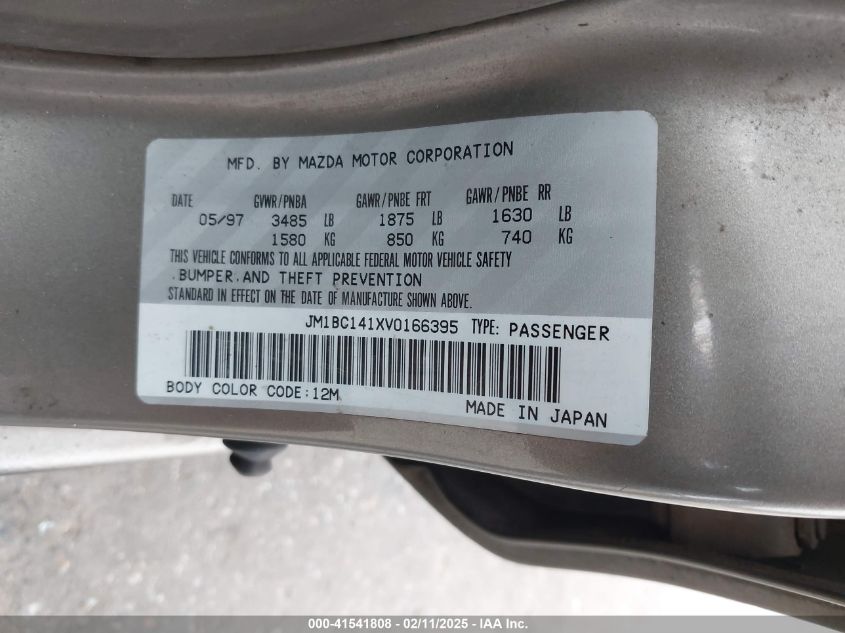 MFD. BY MAZDA MOTOR CORPORATION
DATE GVWR/PNBA GAWR/PNBE FRT GAWR/PNBE RR
05/97 3485 LB 1875 LB 1630 LB
1580 KG 850 KG 740 KG
THIS VEHICLE CONFORMS TO ALL APPLICABLE FEDERAL MOTOR VEHICLE SAFETY
.BUMPER.AND THEFT PREVENTION
STANDARD IN EFFECT ON THE DATE OF MANUFACTURE SHOWN ABOVE.
JM1BC141XV0166395 TYPE: PASSENGER
BODY COLOR CODE:12M
MADE IN JAPAN
000-41541808 - 02/11/2025 - IAA Inc.